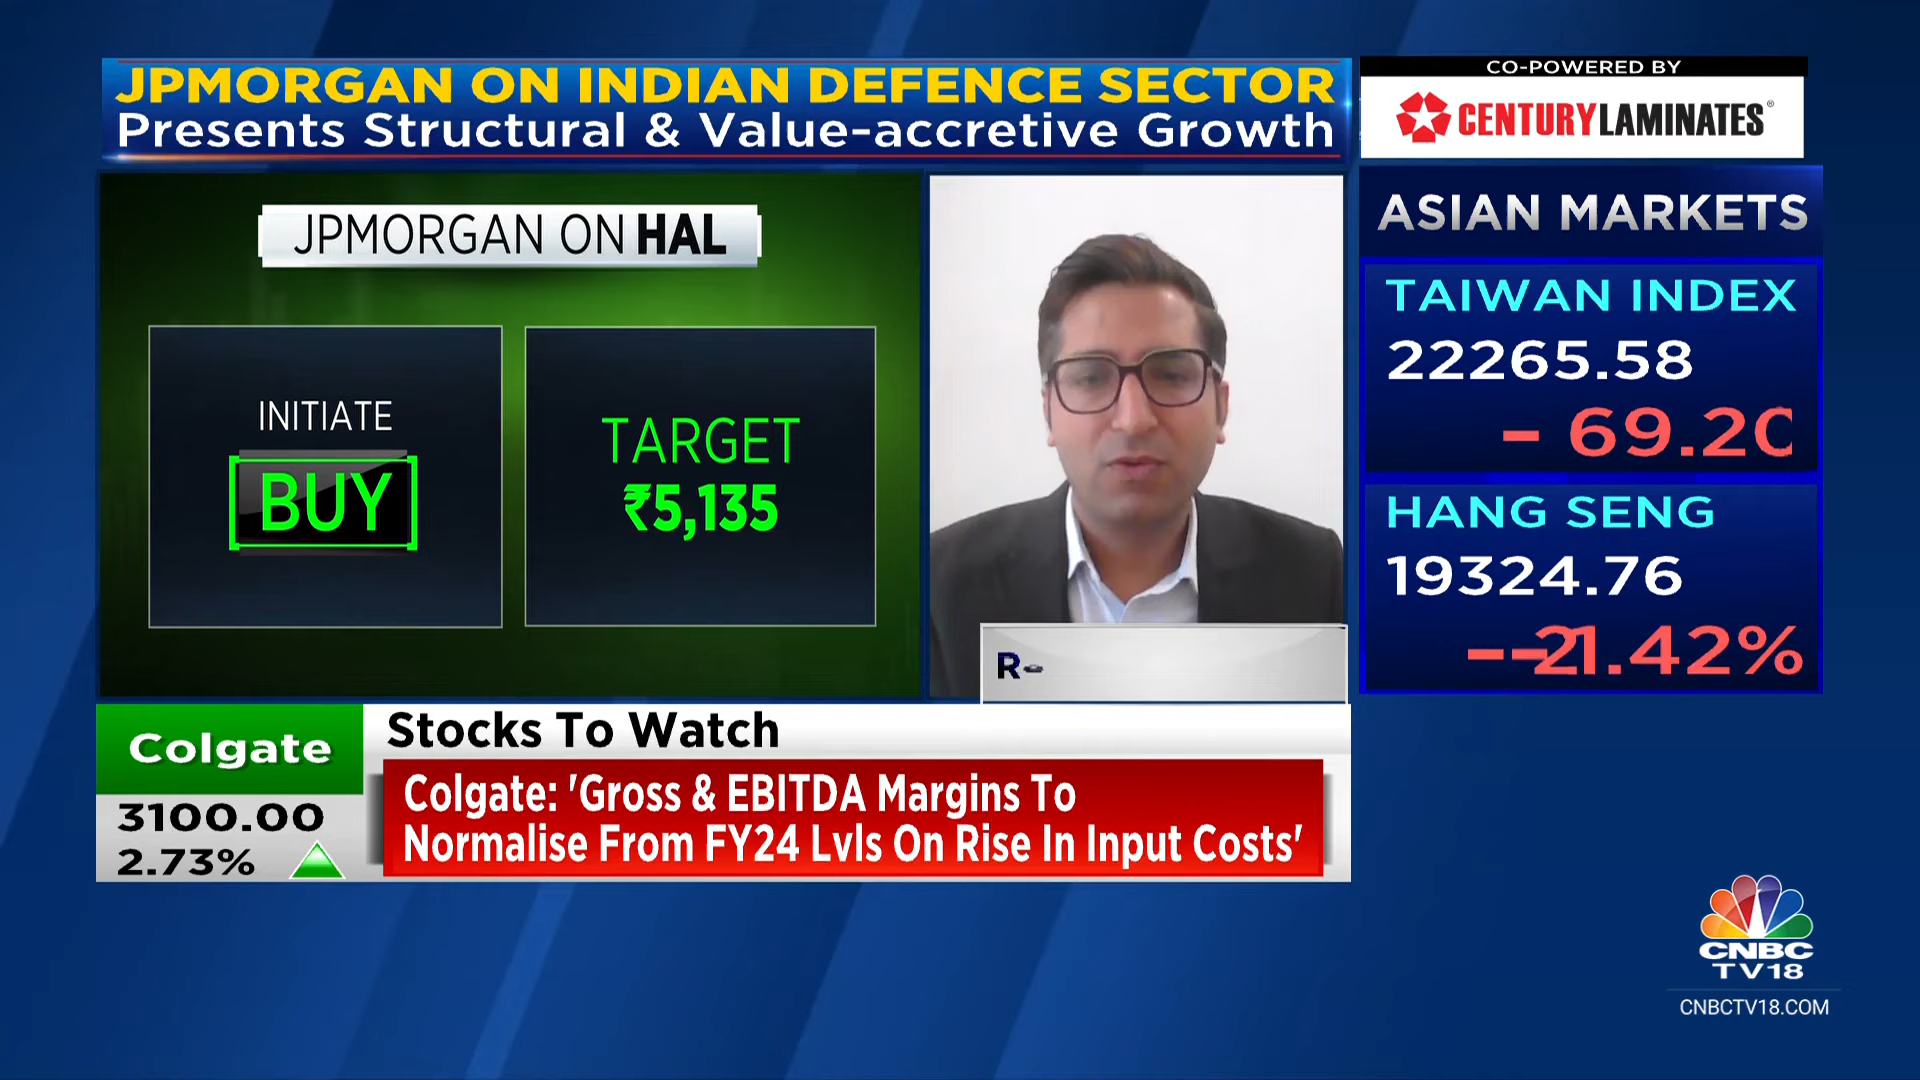 JPMORGAN ON INDIAN DEFENCE SECTOR
Presents Structural & Value-accretive Growth
CO-POWERED BY
CENTURYLAMINATES®
JPMORGAN ON HAL
INITIATE
BUY
TARGET
₹5,135
ASIAN MARKETS
TAIWAN INDEX
22265.58
HANG SENG
19324.76
Colgate
3100.00
2.73%
Stocks To Watch
Colgate: 'Gross & EBITDA Margins To
Normalise From FY24 Lvls On Rise In Input Costs'
CNBC
TV18
CNBCTV18.COM